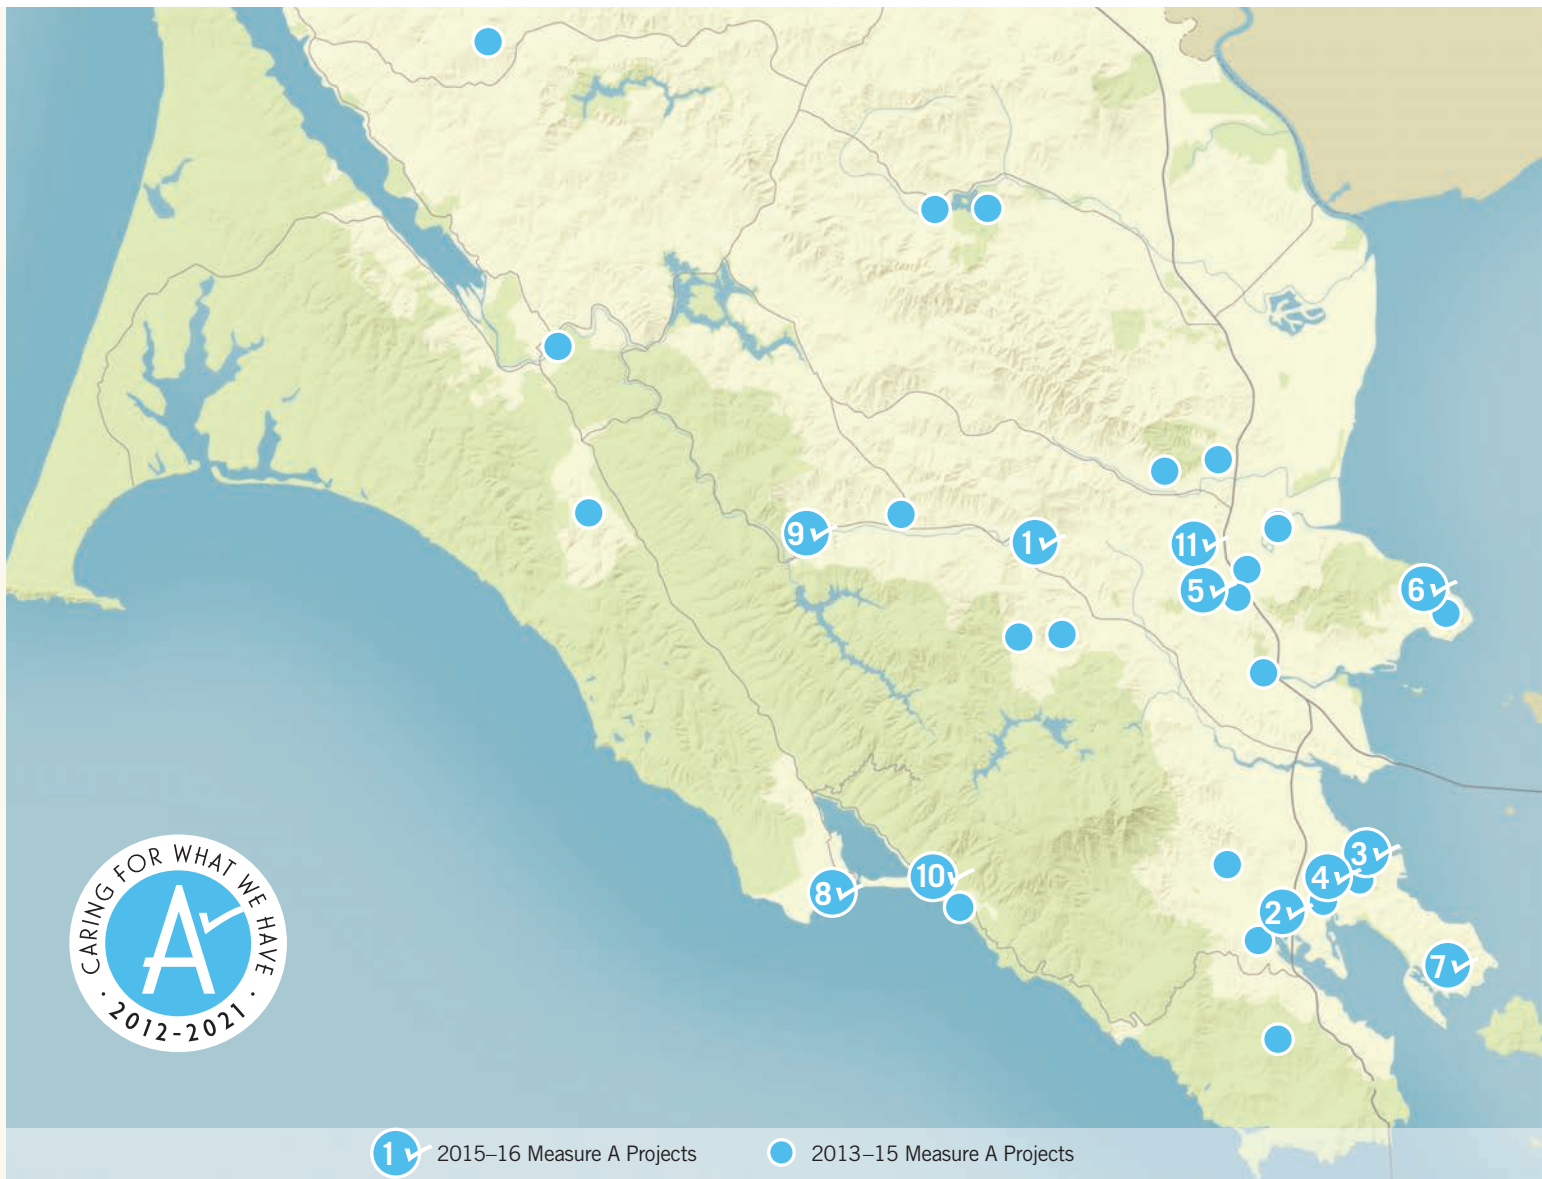 9
1
11
5
6
3
4
10
8
2
7
CARING FOR WHAT WE HAVE
A
· 2012-2021 ·
1 2015–16 Measure A Projects
2013–15 Measure A Projects